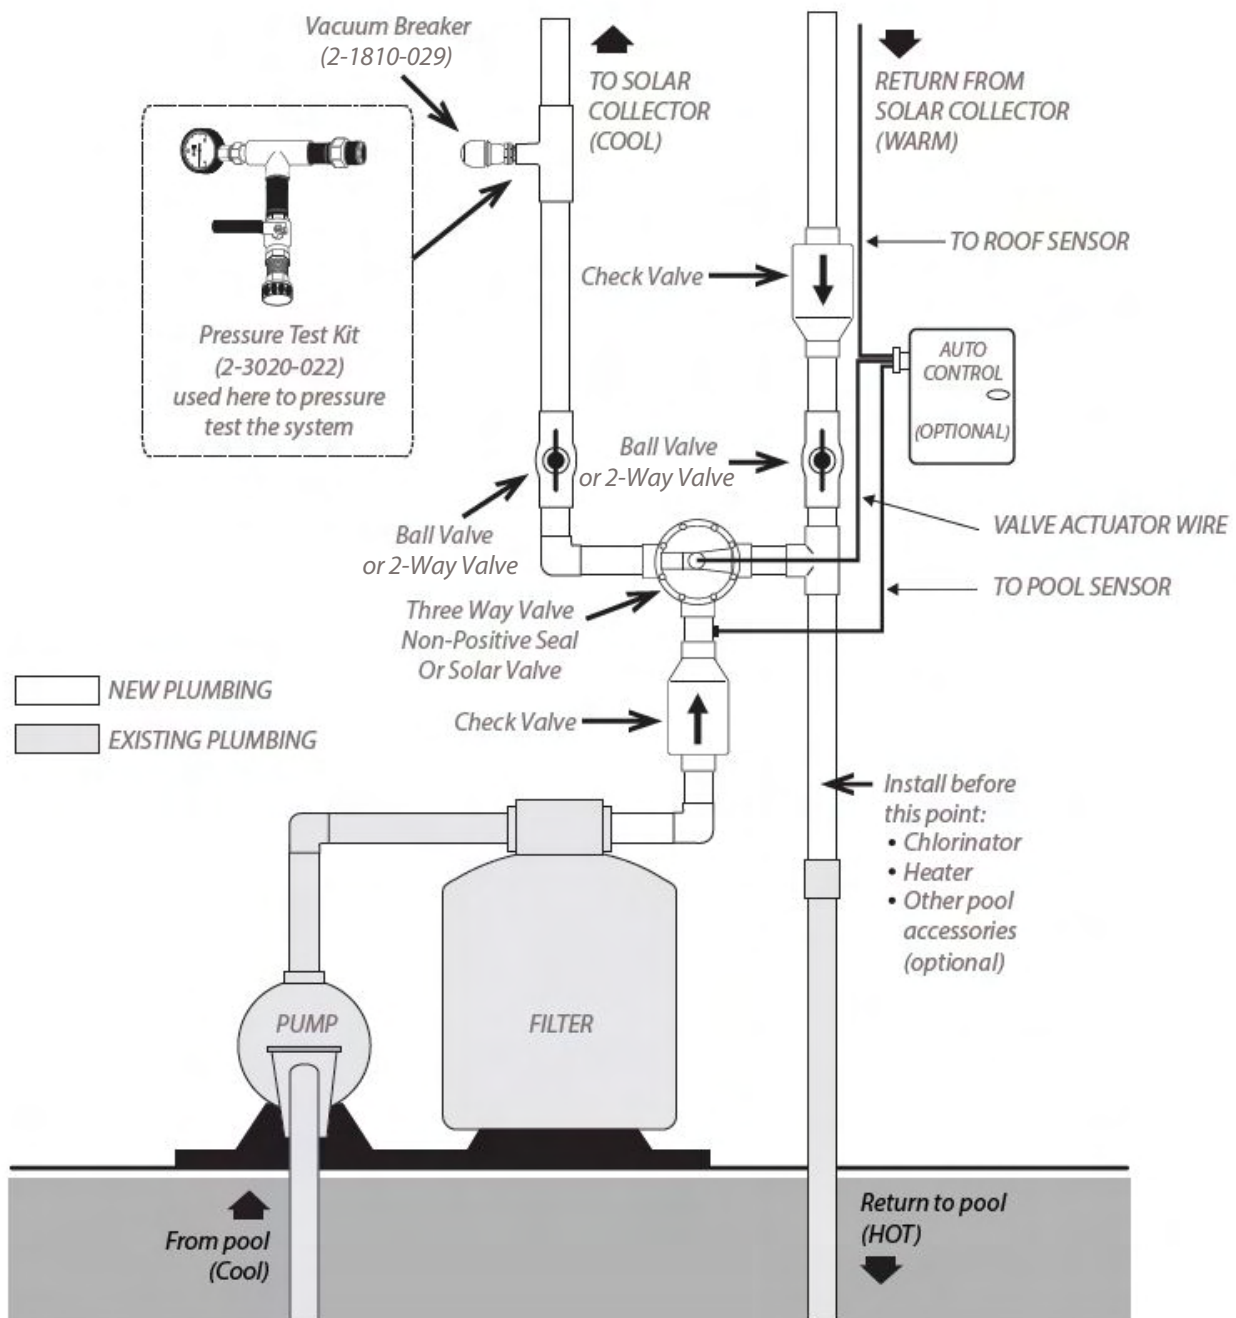 Vacuum Breaker
(2-1810-029)
TO SOLAR
COLLECTOR
(COOL)
RETURN FROM
SOLAR COLLECTOR
(WARM)
TO ROOF SENSOR
Check Valve
Pressure Test Kit
(2-3020-022)
used here to pressure
test the system
AUTO
CONTROL
(OPTIONAL)
Ball Valve
or 2-Way Valve
Ball Valve
or 2-Way Valve
VALVE ACTUATOR WIRE
TO POOL SENSOR
Three Way Valve
Non-Positive Seal
Or Solar Valve
NEW PLUMBING
EXISTING PLUMBING
Check Valve
Install before
this point:
• Chlorinator
• Heater
• Other pool
accessories
(optional)
PUMP
FILTER
From pool
(Cool)
Return to pool
(HOT)